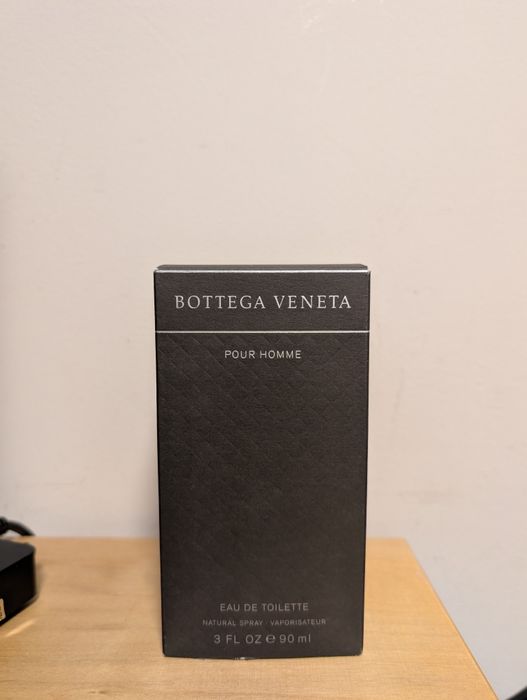 BOTTEGA VENETA
POUR HOMME
EAU DE TOILETTE
NATURAL SPRAY · VAPORISATEUR
3 FL OZ ℮ 90 ml